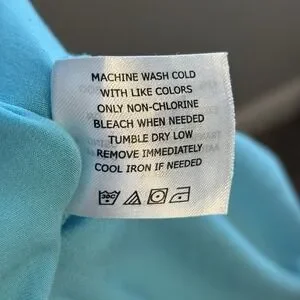 MACHINE WASH COLD
WITH LIKE COLORS
ONLY NON-CHLORINE
BLEACH WHEN NEEDED
TUMBLE DRY LOW
REMOVE IMMEDIATELY
COOL IRON IF NEEDED
30C